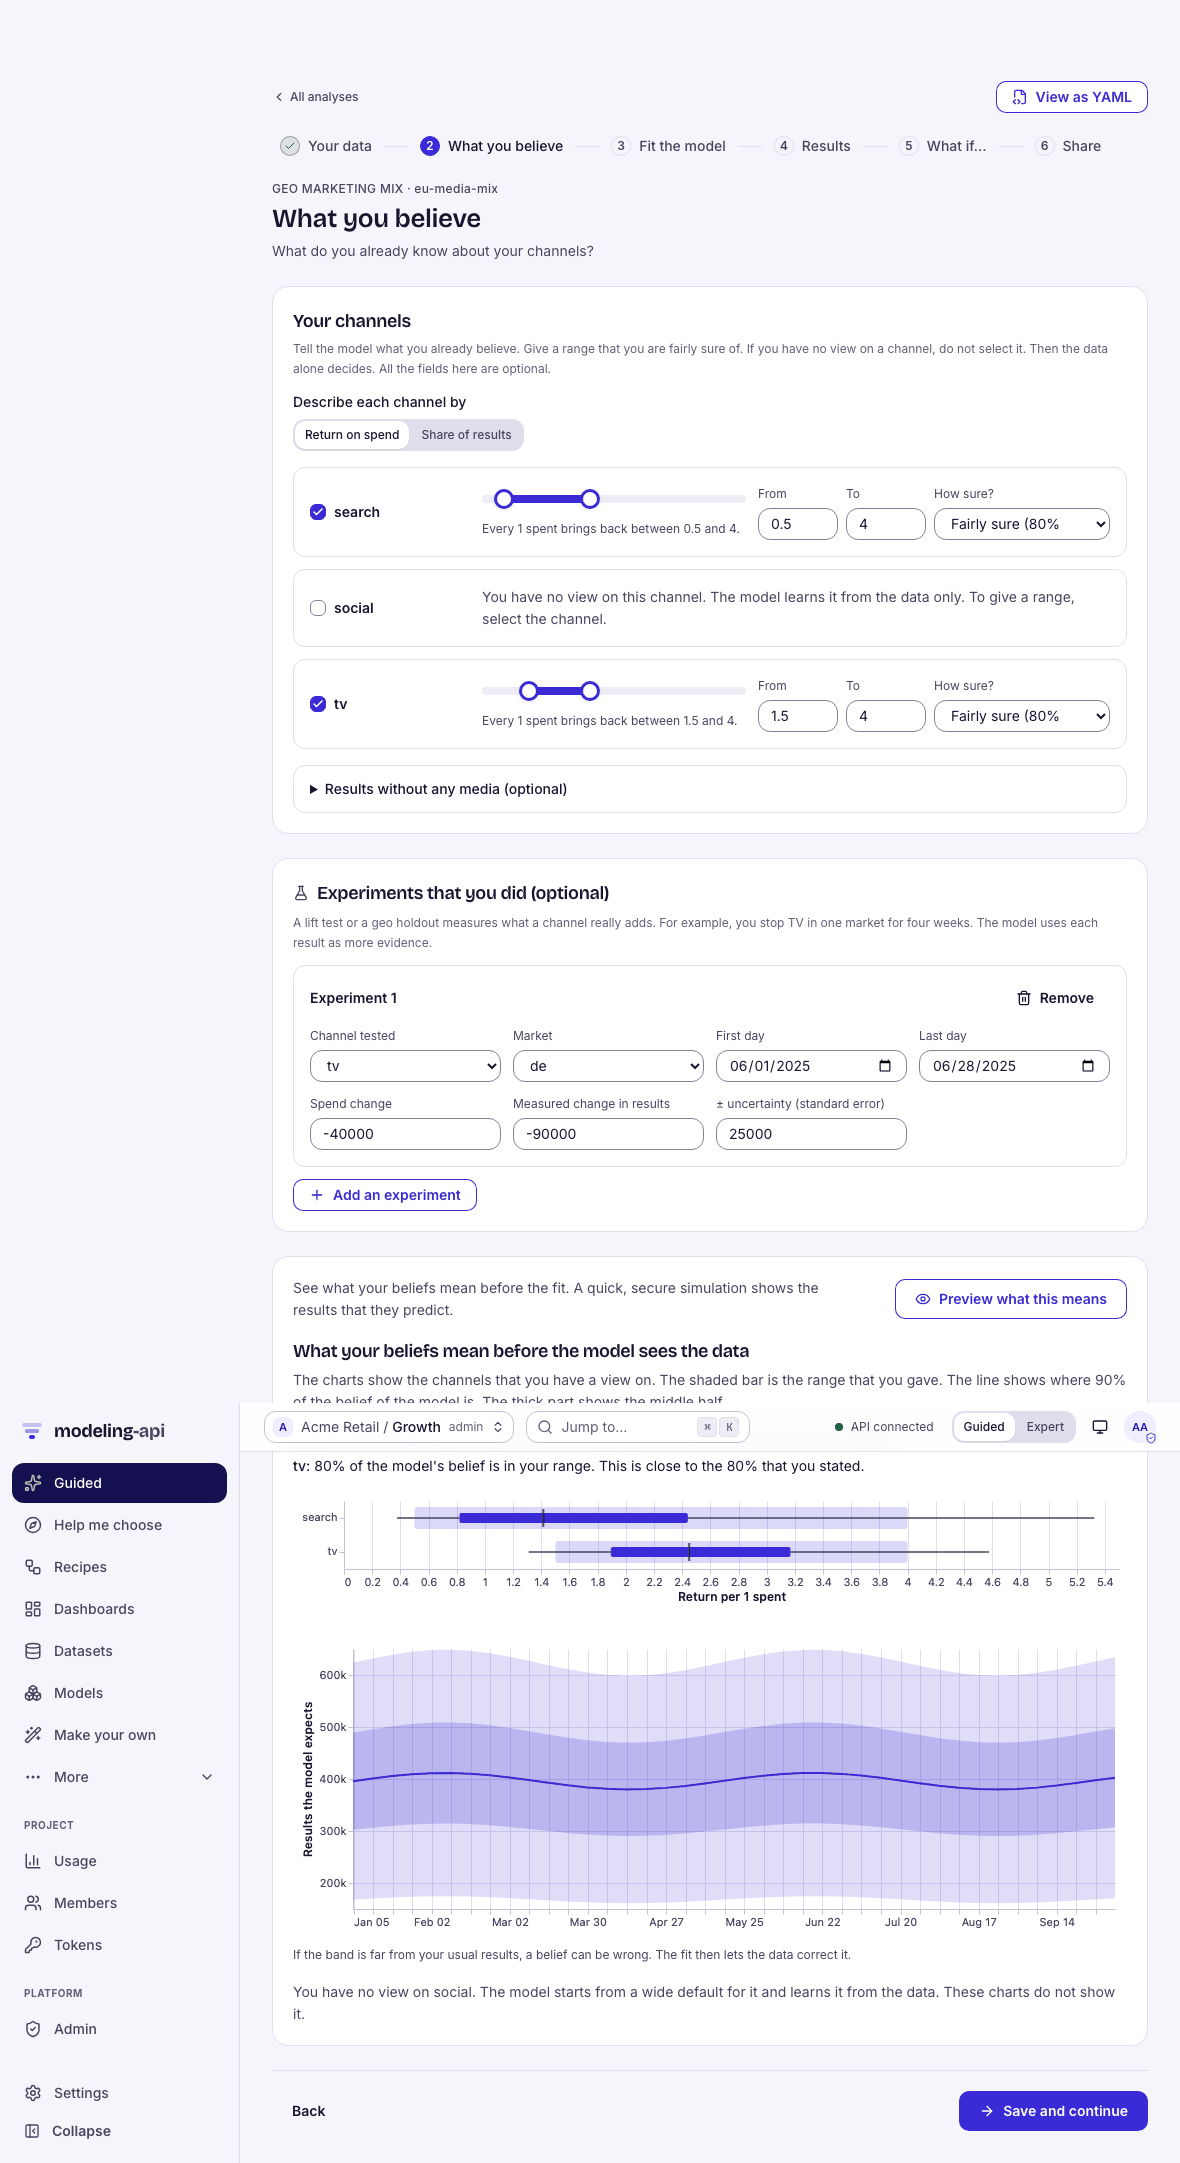 All analyses
View as YAML
Your data
2 What you believe
3 Fit the model
4 Results
5 What if...
6 Share
GEO MARKETING MIX · eu-media-mix
What you believe
What do you already know about your channels?
Your channels
Tell the model what you already believe. Give a range that you are fairly sure of. If you have no view on a channel, do not select it. Then the data
alone decides. All the fields here are optional.
Describe each channel by
Return on spend Share of results
search
Every 1 spent brings back between 0.5 and 4.
From To How sure?
0.5 4 Fairly sure (80%
social
You have no view on this channel. The model learns it from the data only. To give a range,
select the channel.
tv
Every 1 spent brings back between 1.5 and 4.
From To How sure?
1.5 4 Fairly sure (80%
Results without any media (optional)
Experiments that you did (optional)
A lift test or a geo holdout measures what a channel really adds. For example, you stop TV in one market for four weeks. The model uses each
result as more evidence.
Experiment 1
Remove
Channel tested Market First day Last day
tv de 06/01/2025 06/28/2025
Spend change Measured change in results ± uncertainty (standard error)
-40000 -90000 25000
Add an experiment
See what your beliefs mean before the fit. A quick, secure simulation shows the
results that they predict.
Preview what this means
What your beliefs mean before the model sees the data
The charts show the channels that you have a view on. The shaded bar is the range that you gave. The line shows where 90%
of the belief of the model is. The thick part shows the middle half.
modeling-api
A Acme Retail / Growth admin
Jump to... ⌘ K
API connected
Guided Expert
AA
Guided
Help me choose
Recipes
Dashboards
Datasets
Models
Make your own
More
PROJECT
Usage
Members
Tokens
PLATFORM
Admin
Settings
Collapse
tv: 80% of the model's belief is in your range. This is close to the 80% that you stated.
search
tv
0 0.2 0.4 0.6 0.8 1 1.2 1.4 1.6 1.8 2 2.2 2.4 2.6 2.8 3 3.2 3.4 3.6 3.8 4 4.2 4.4 4.6 4.8 5 5.2 5.4
Return per 1 spent
Results the model expects
600k
500k
400k
300k
200k
Jan 05 Feb 02 Mar 02 Mar 30 Apr 27 May 25 Jun 22 Jul 20 Aug 17 Sep 14
If the band is far from your usual results, a belief can be wrong. The fit then lets the data correct it.
You have no view on social. The model starts from a wide default for it and learns it from the data. These charts do not show
it.
Back
Save and continue